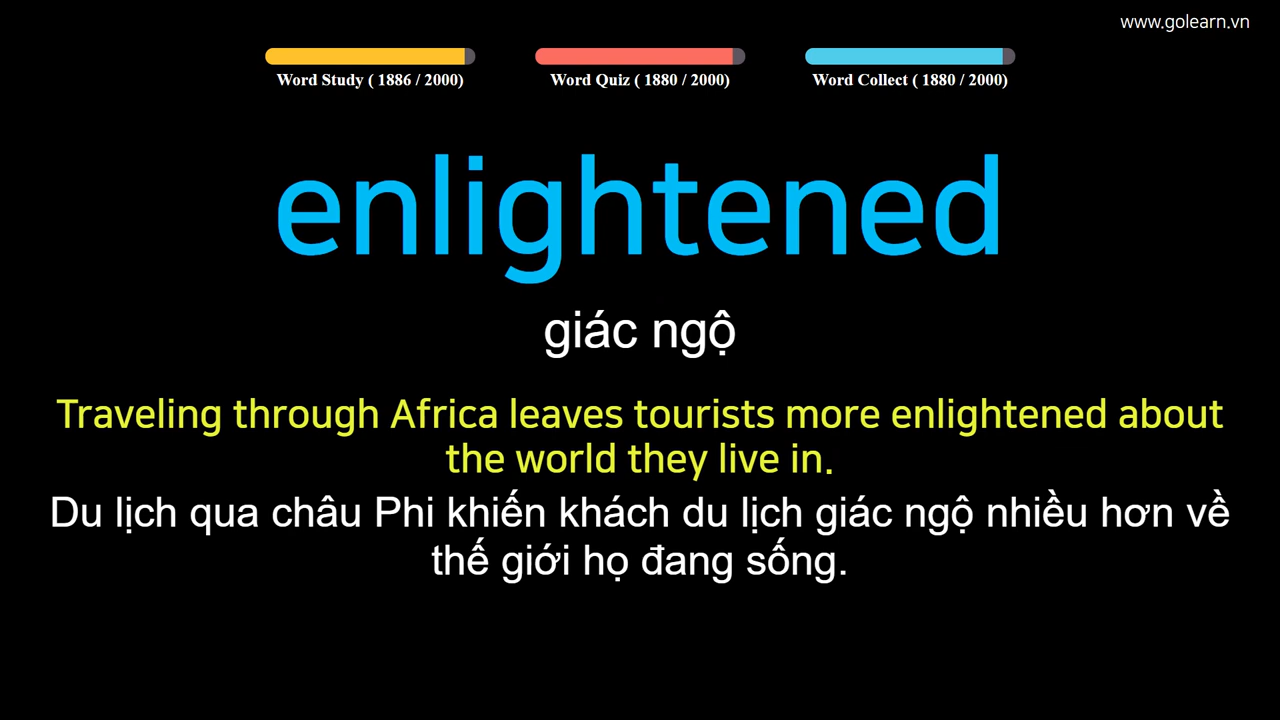 www.golearn.vn
Word Study ( 1886 / 2000)
Word Quiz ( 1880 / 2000)
Word Collect ( 1880 / 2000)
enlightened
giác ngộ
Traveling through Africa leaves tourists more enlightened about
the world they live in.
Du lịch qua châu Phi khiến khách du lịch giác ngộ nhiều hơn về
thế giới họ đang sống.